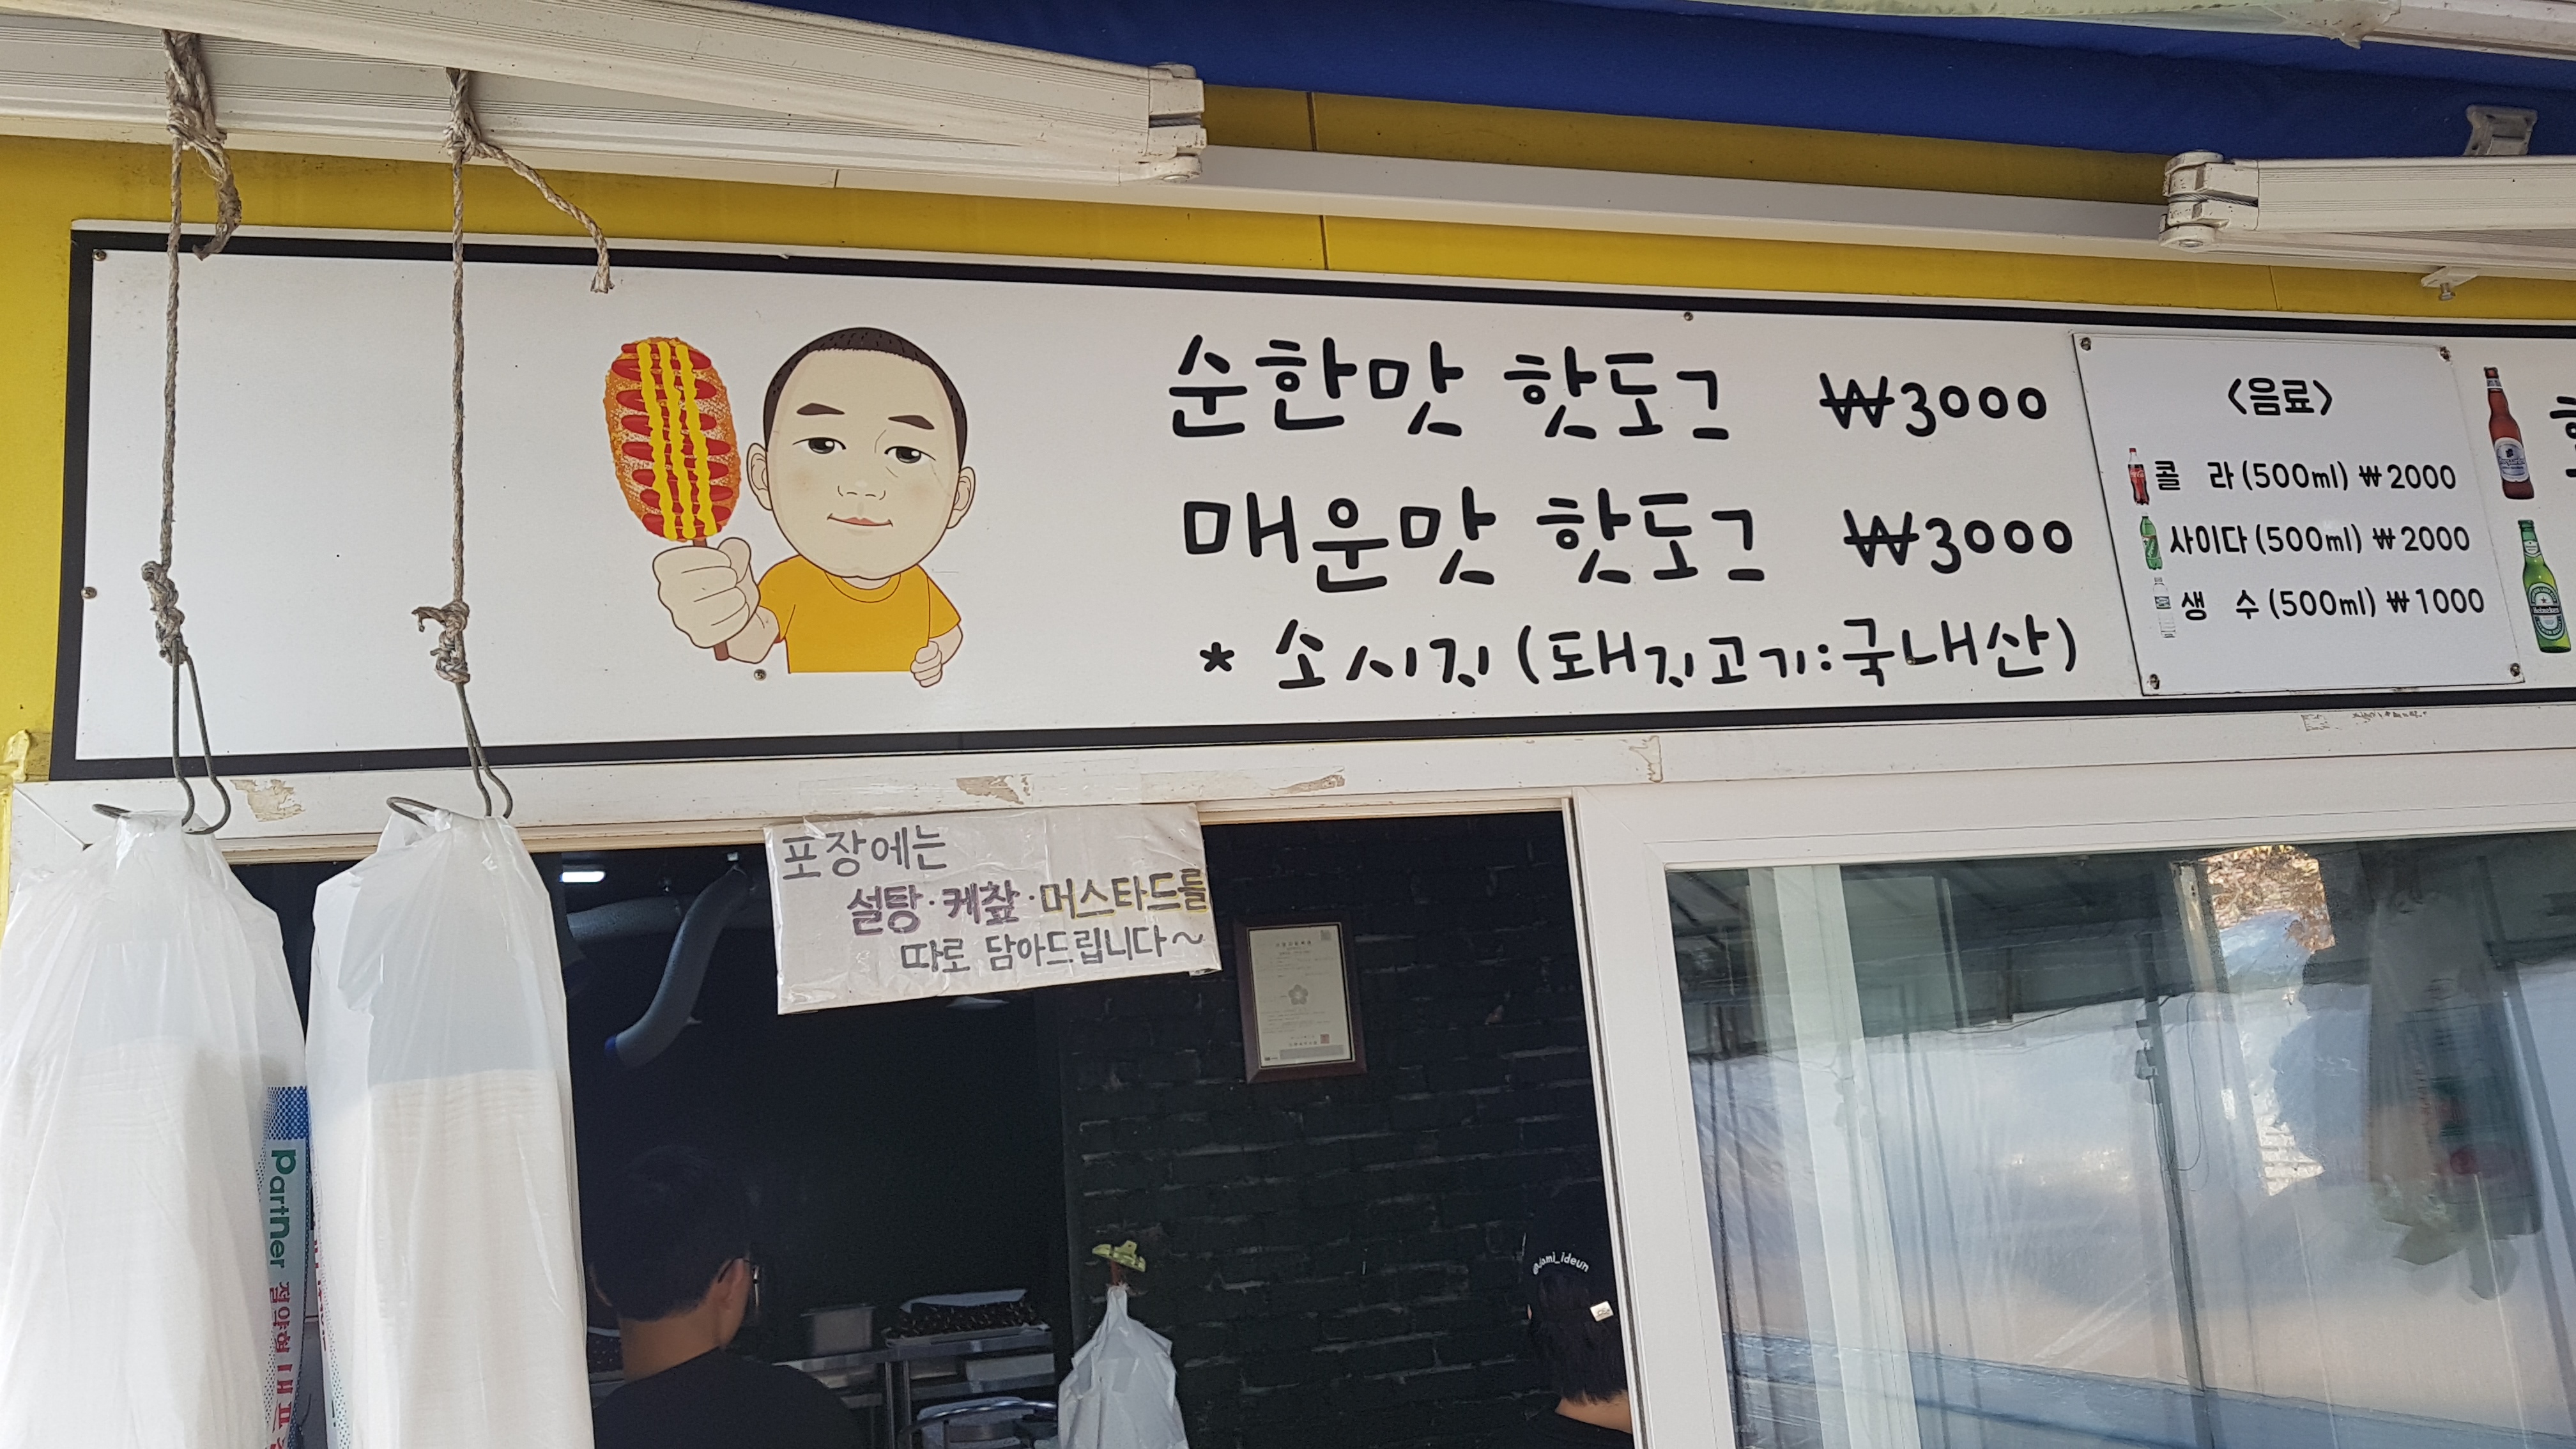 순한맛 핫도그 ₩3000
매운맛 핫도그 ₩3000
* 소시지 (돼지고기:국내산)
<음료>
콜 라 (500ml) ₩2000
사이다 (500ml) ₩2000
생 수 (500ml) ₩1000
포장에는
설탕·케찾·머스타드를
따로 담아드립니다~
Partner